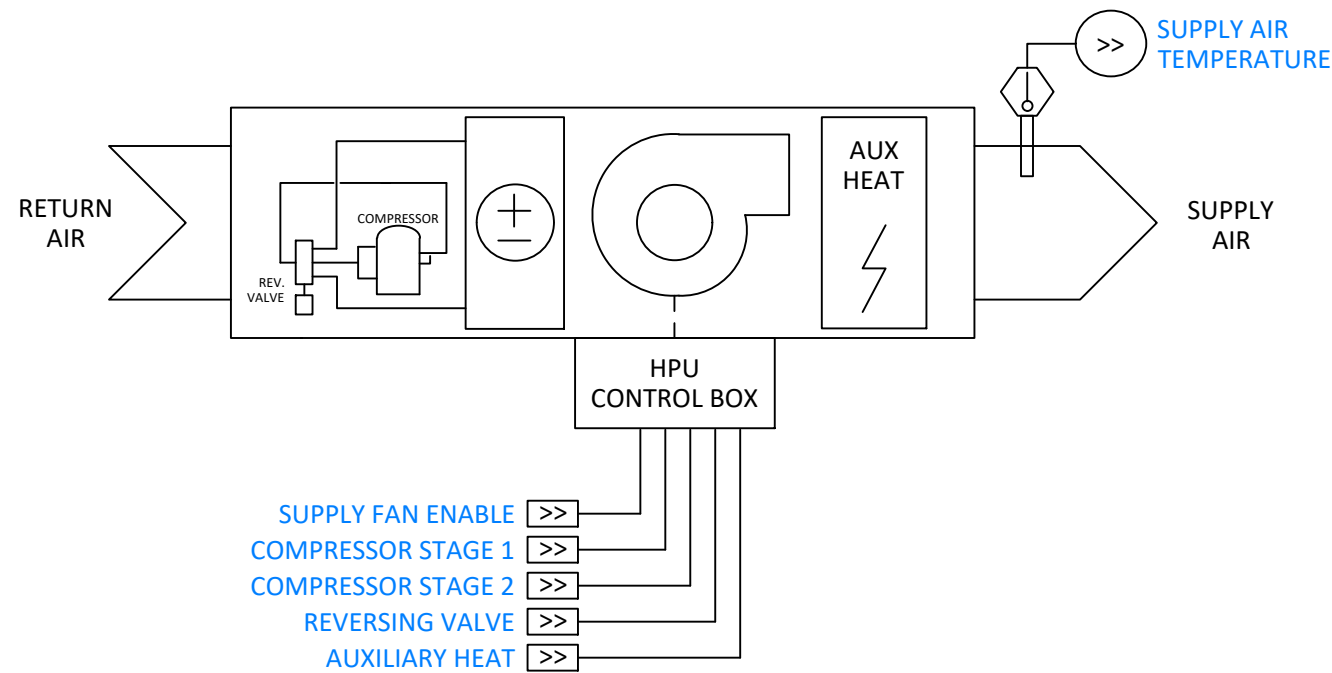 >>
SUPPLY AIR
TEMPERATURE
RETURN
AIR
COMPRESSOR
REV.
VALVE
+
−
AUX
HEAT
SUPPLY
AIR
HPU
CONTROL BOX
SUPPLY FAN ENABLE >>
COMPRESSOR STAGE 1 >>
COMPRESSOR STAGE 2 >>
REVERSING VALVE >>
AUXILIARY HEAT >>